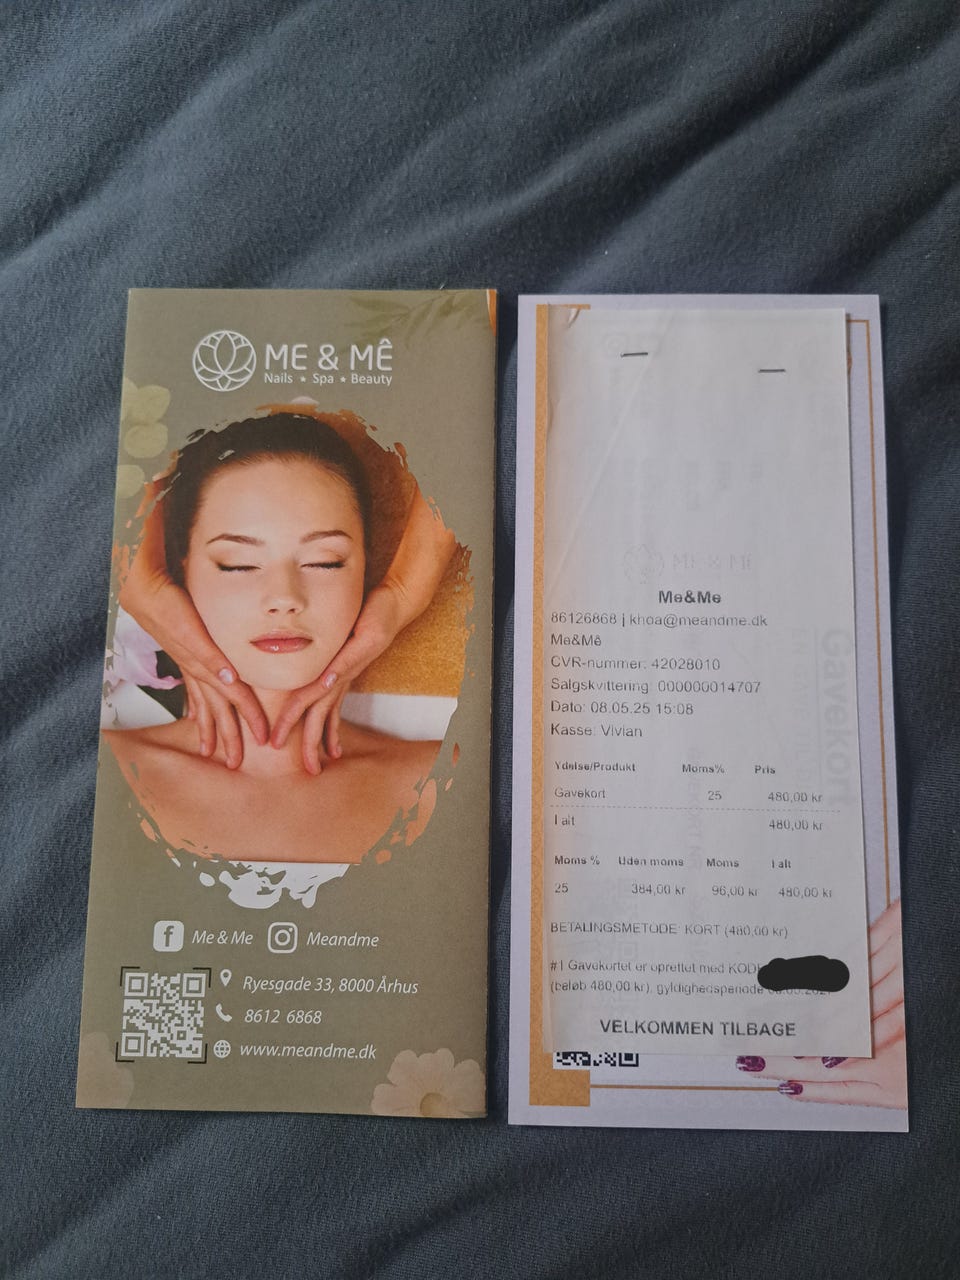 ME & MÊ
Nails ★ Spa ★ Beauty
Me & Me Meandme
Ryesgade 33, 8000 Århus
8612 6868
www.meandme.dk
ME & MÊ
Me&Me
86126868 | khoa@meandme.dk
Me&Mê
CVR-nummer: 42028010
Salgskvittering: 000000014707
Dato: 08.05.25 15:08
Kasse: Vivian
Ydelse/Produkt Moms% Pris
Gavekort 25 480,00 kr
I alt 480,00 kr
Moms % Uden moms Moms I alt
25 384,00 kr 96,00 kr 480,00 kr
BETALINGSMETODE: KORT (480,00 kr)
#1 Gavekortet er oprettet med
(beløb 480,00 kr), gyldighedsperiode
VELKOMMEN TILBAGE
Gavekort